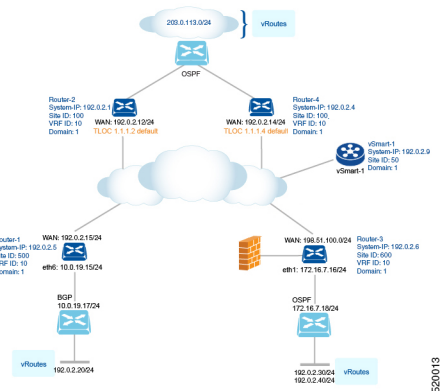 203.0.113.0/24
vRoutes
OSPF
Router-2
System-IP: 192.0.2.1
Site ID: 100
VRF ID: 10
Domain: 1
WAN: 192.0.2.12/24
TLOC 1.1.1.2 default
Router-4
System-IP: 192.0.2.4
Site ID: 100
VRF ID: 10
Domain: 1
WAN: 192.0.2.14/24
TLOC 1.1.1.4 default
vSmart-1
System-IP: 192.0.2.9
Site ID: 50
Domain: 1
vSmart-1
outer-1
ystem-IP: 192.0.2.5
te ID: 500
RF ID: 10
omain: 1
WAN: 192.0.2.15/24
eth6: 10.0.19.15/24
WAN: 198.51.100.0/24
eth1: 172.16.7.16/24
Router-3
System-IP: 192.0.2.6
Site ID: 600
VRF ID: 10
Domain: 1
BGP
10.0.19.17/24
OSPF
172.16.7.18/24
vRoutes
192.0.2.20/24
192.0.2.30/24
192.0.2.40/24
vRoutes
520013